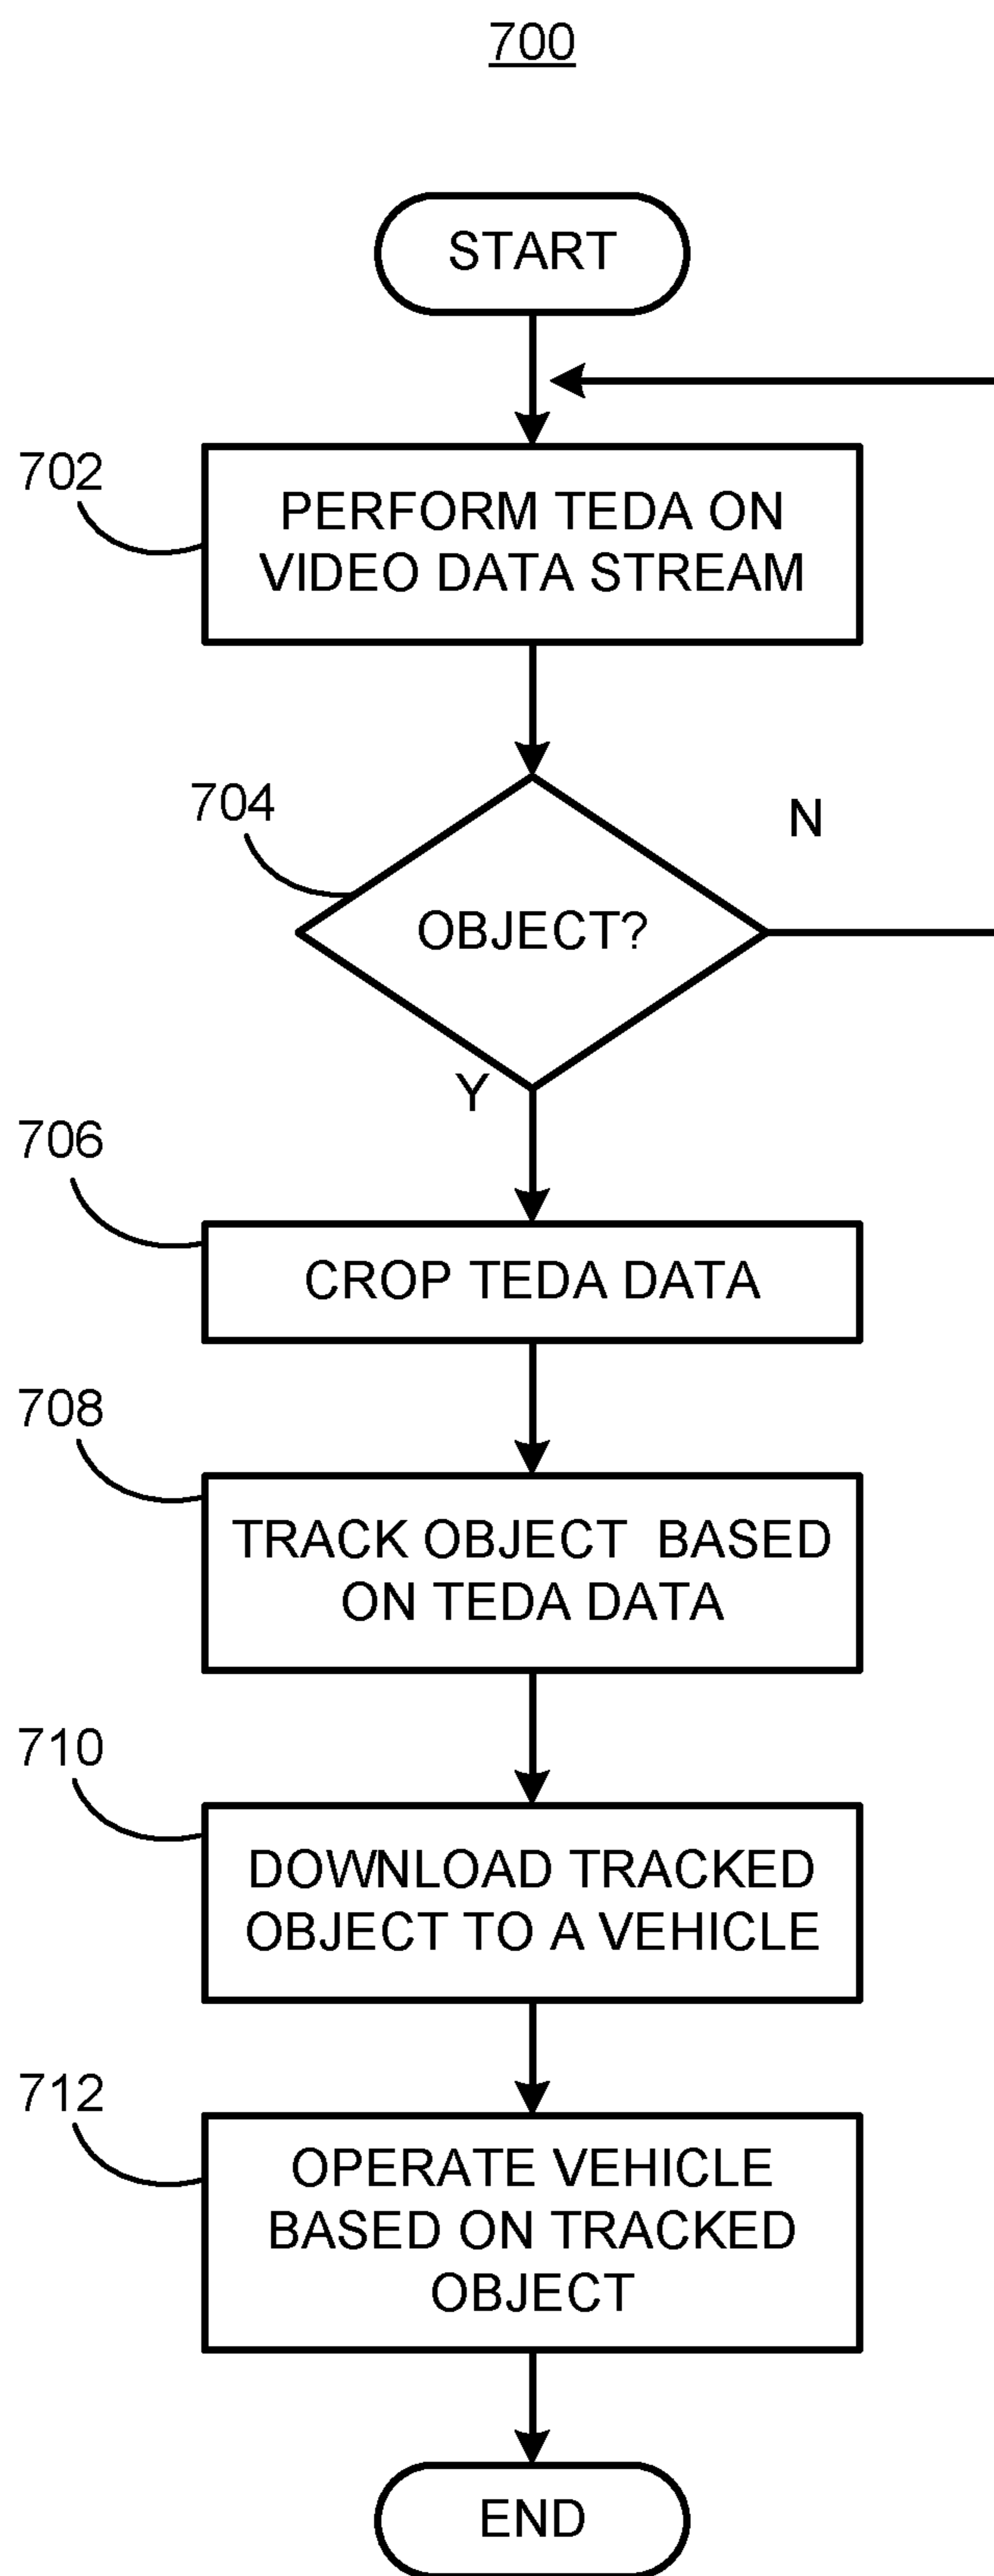 700
START
702
PERFORM TEDA ON
VIDEO DATA STREAM
704
N
OBJECT?
Y
706
CROP TEDA DATA
708
TRACK OBJECT BASED
ON TEDA DATA
710
DOWNLOAD TRACKED
OBJECT TO A VEHICLE
712
OPERATE VEHICLE
BASED ON TRACKED
OBJECT
END